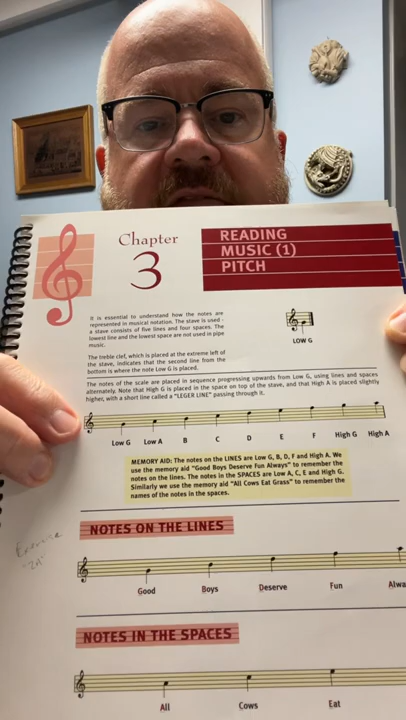 Chapter
3
READING
MUSIC (1)
PITCH
It is essential to understand how the notes are
represented in musical notation. The stave is used -
a stave consists of five lines and four spaces. The
lowest line and the lowest space are not used in pipe
music.
The treble clef, which is placed at the extreme left of
the stave, indicates that the second line from the
bottom is where the note Low G is placed.
LOW G
The notes of the scale are placed in sequence progressing upwards from Low G, using lines and spaces
alternately. Note that High G is placed in the space on top of the stave, and that High A is placed slightly
higher, with a short line called a "LEGER LINE" passing through it.
Low G Low A B C D E F High G High A
MEMORY AID: The notes on the LINES are Low G, B, D, F and High A. We
use the memory aid "Good Boys Deserve Fun Always" to remember the
notes on the lines. The notes in the SPACES are Low A, C, E and High G.
Similarly we use the memory aid "All Cows Eat Grass" to remember the
names of the notes in the spaces.
NOTES ON THE LINES
Exercise
"2A"
Good Boys Deserve Fun Alwa
NOTES IN THE SPACES
All Cows Eat